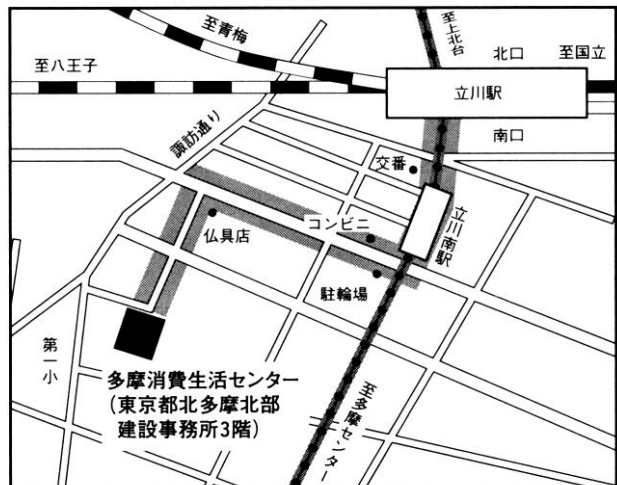 至青梅
至上北台
北口
至国立
至八王子
立川駅
諏訪通り
南口
交番
コンビニ
立川南駅
仏具店
駐輪場
第一小
多摩消費生活センター
(東京都北多摩北部
建設事務所3階)
至多摩センター